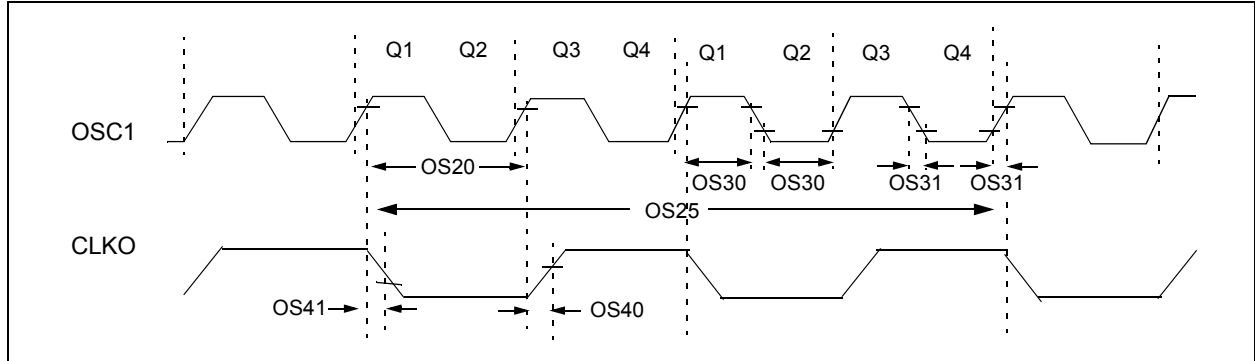 Q1 Q2 Q3 Q4 Q1 Q2 Q3 Q4
OSC1
OS20
OS30 OS30 OS31 OS31
OS25
CLKO
OS41 OS40